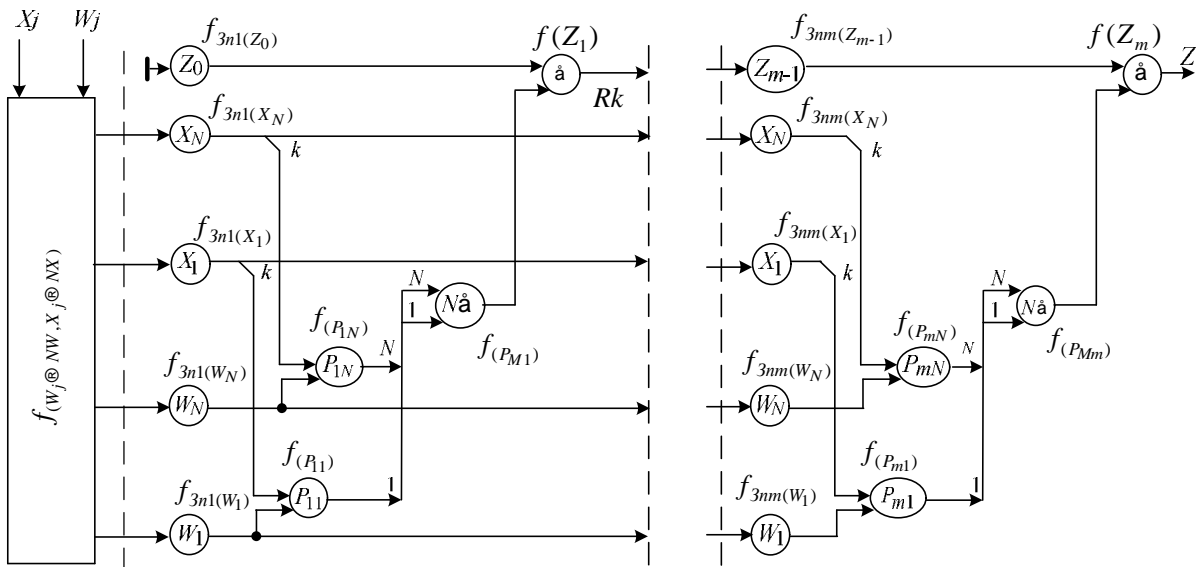 Xj Wj
f(Wj®NW,Xj®NX)
f3n1(Z0)
Z0
f(Z1)
å
Rk
f3n1(XN)
XN
k
f3n1(X1)
X1
k
N
1
Nå
f(PM1)
f(P1N)
P1N
N
f3n1(WN)
WN
f(P11)
P11
1
f3n1(W1)
W1
f3nm(Zm-1)
Zm-1
f(Zm)
å
Z
f3nm(XN)
XN
k
f3nm(X1)
X1
k
N
1
Nå
f(PMm)
f(PmN)
PmN
N
f3nm(WN)
WN
f(Pm1)
Pm1
1
f3nm(W1)
W1